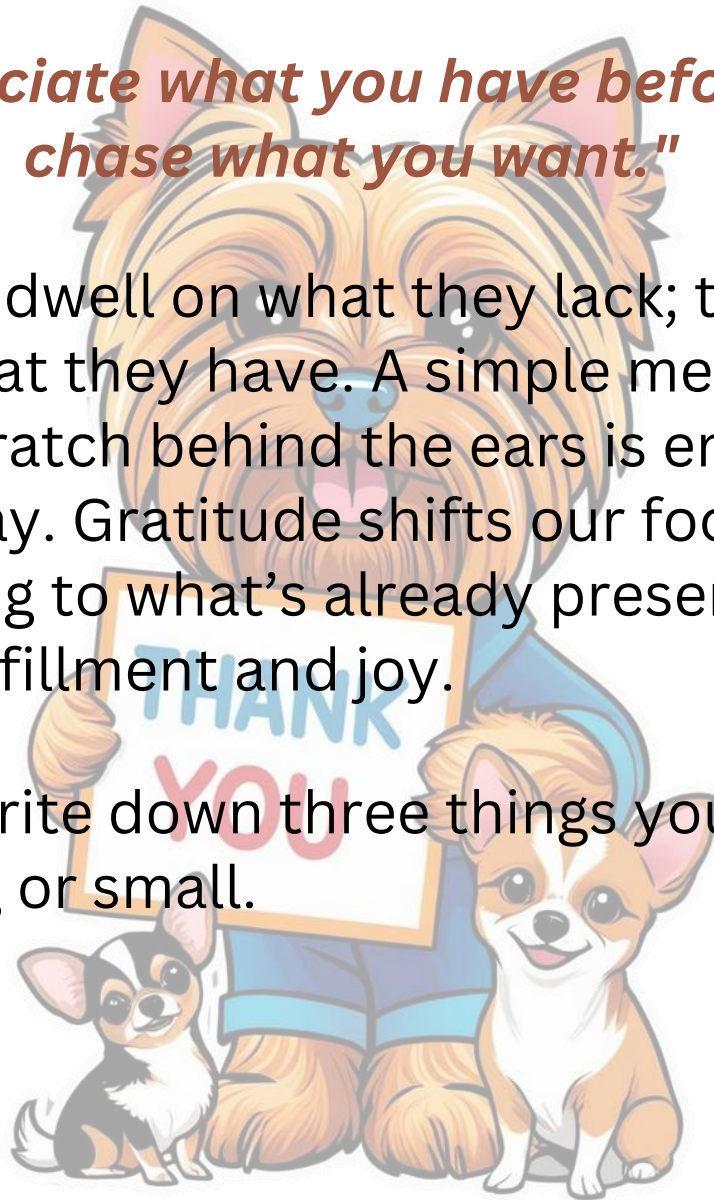 ciate what you have befo
chase what you want."
dwell on what they lack; t
at they have. A simple me
ratch behind the ears is en
ay. Gratitude shifts our foc
g to what’s already presen
fillment and joy.
THANK
YOU
rite down three things you
, or small.